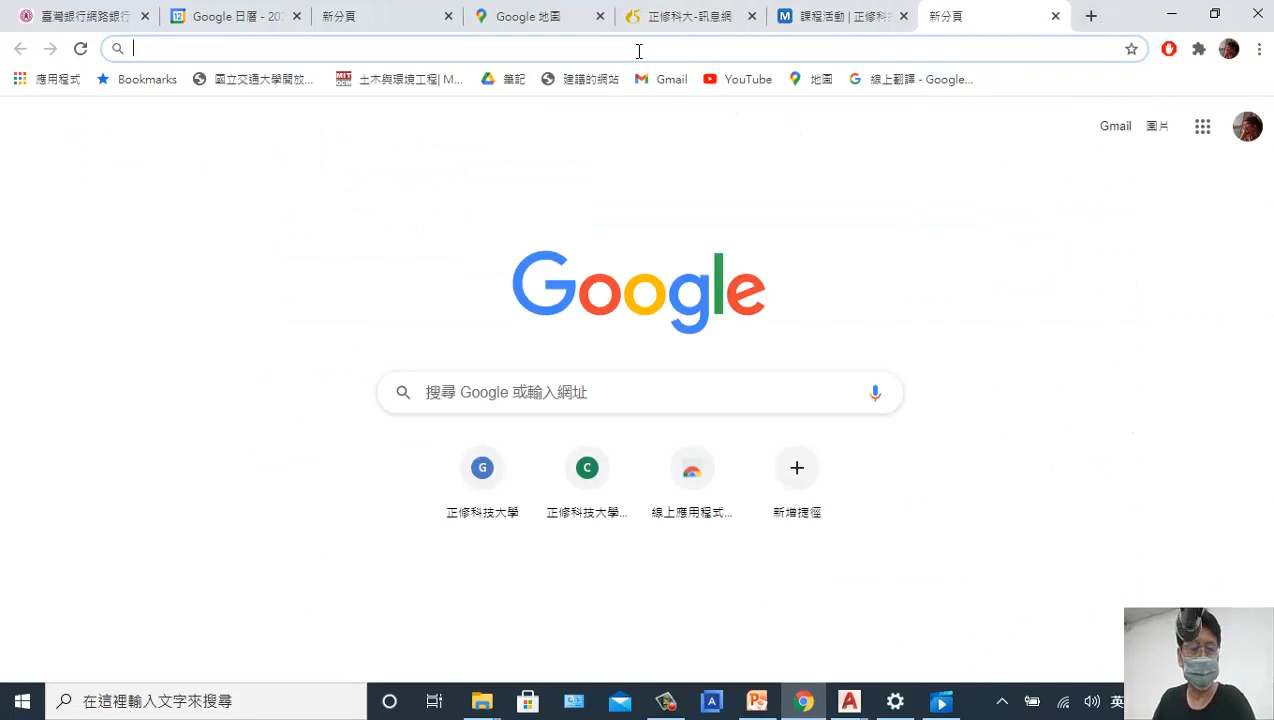 臺灣銀行網路銀行
Google 日曆 - 202
新分頁
Google 地圖
正修科大-訊息網
課程活動 | 正修科
新分頁
應用程式
Bookmarks
國立交通大學開放...
土木與環境工程| M...
筆記
建議的網站
Gmail
YouTube
地圖
線上翻譯 - Google...
Gmail
圖片
Google
搜尋 Google 或輸入網址
G
C
正修科技大學
正修科技大學...
線上應用程式...
新增捷徑
在這裡輸入文字來搜尋
英